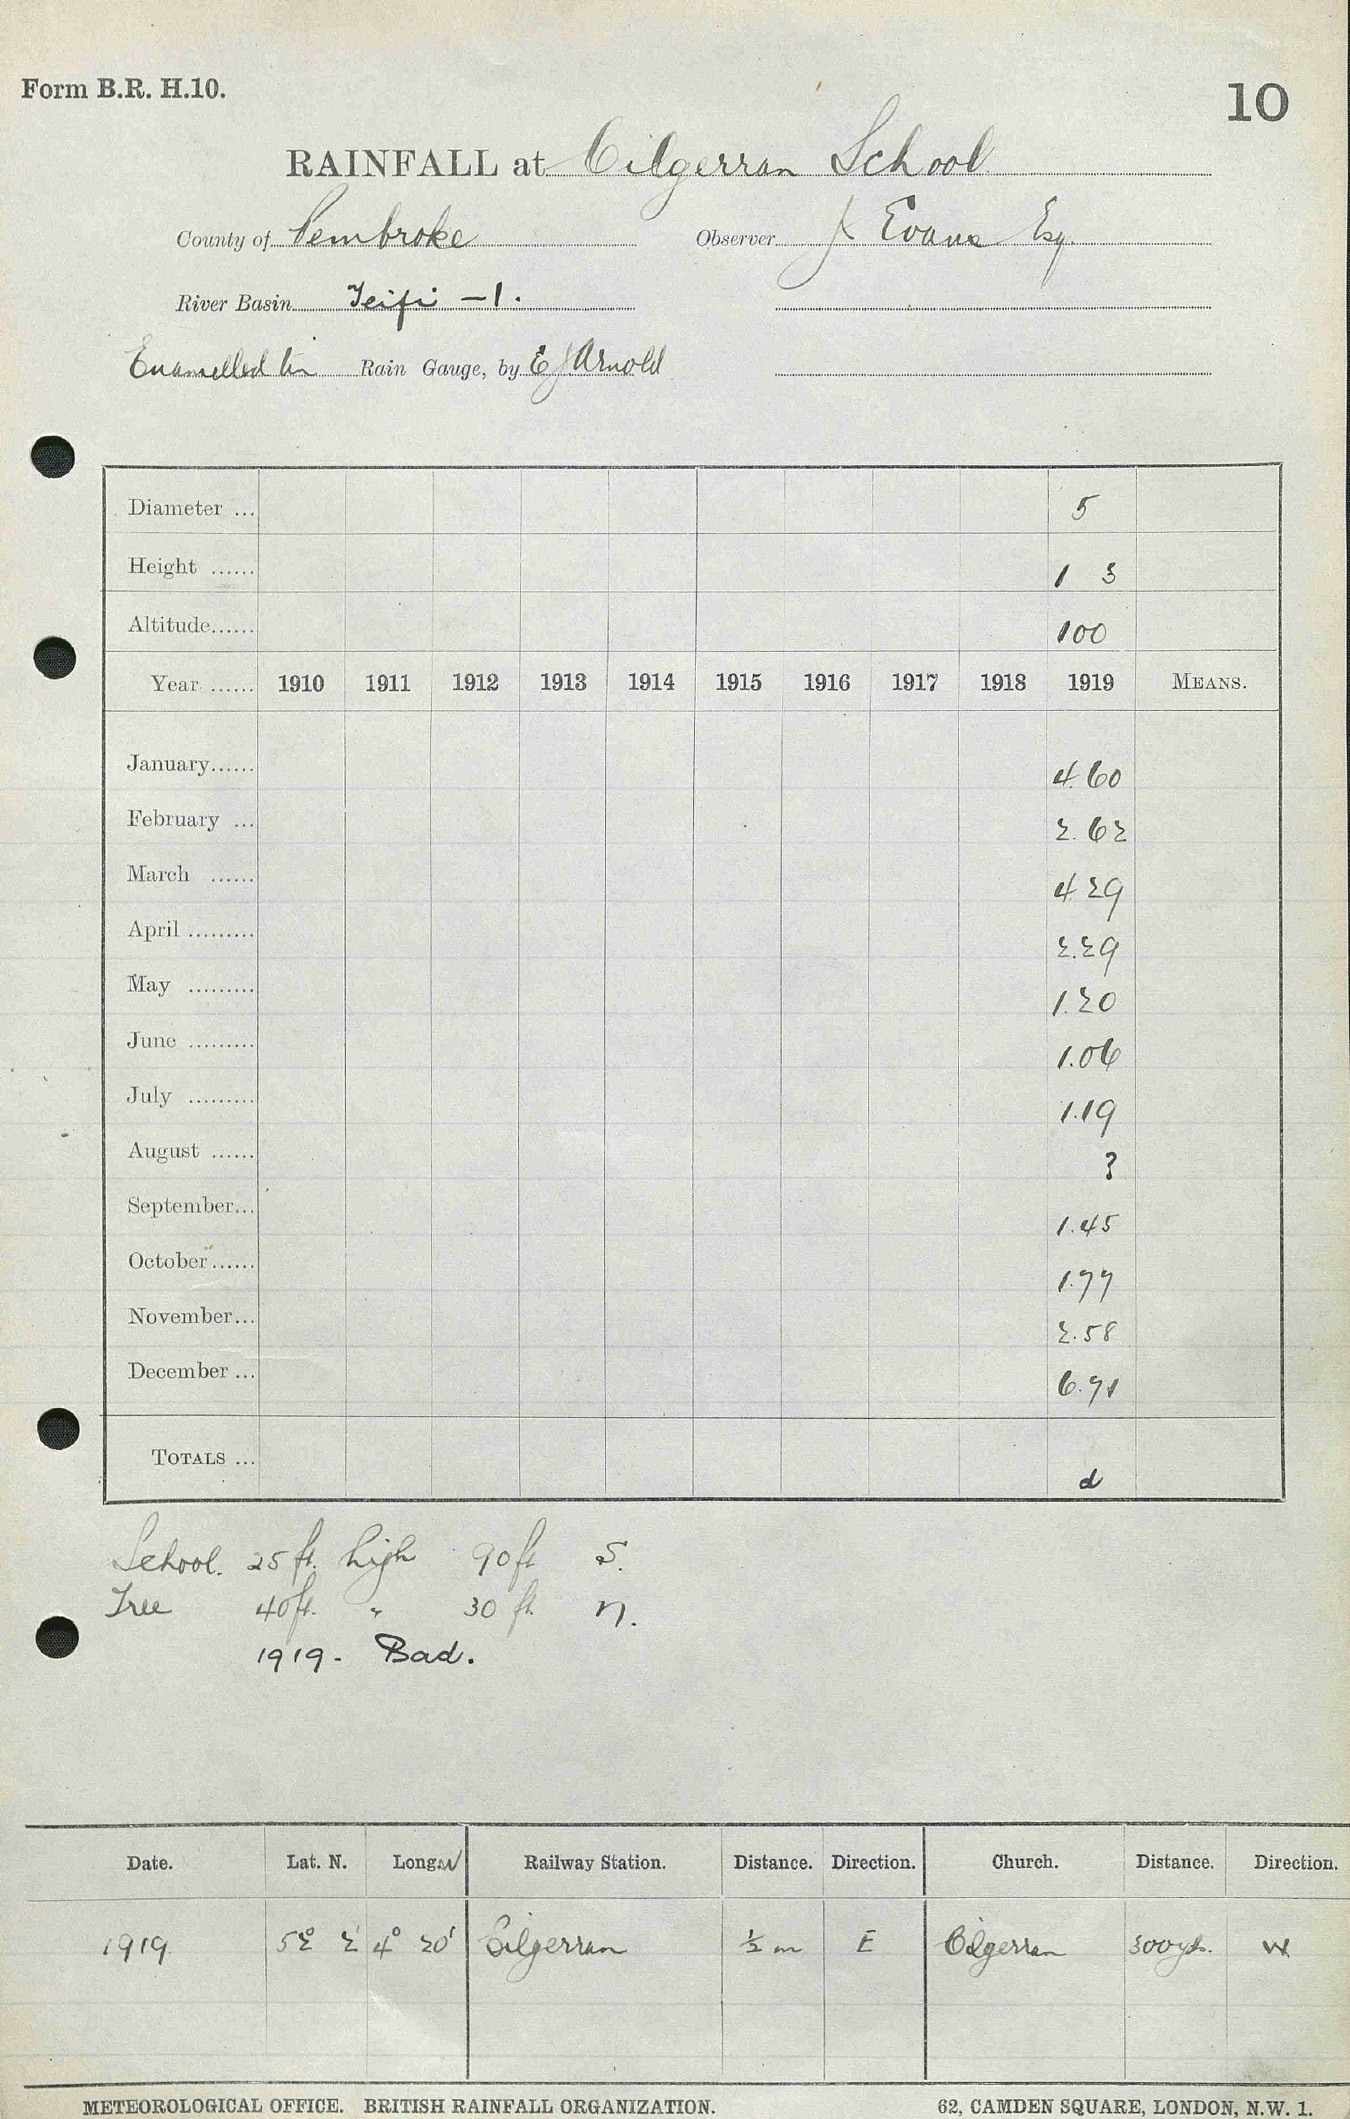 Form B.R. H.10.
10
RAINFALL at Cilgerran School
County of Pembroke Observer J Evans Esq.
River Basin Teifi - 1.
Enamelled tin Rain Gauge, by E J Arnold
Diameter ... 5
Height ...... 1 3
Altitude...... 100
Year ...... 1910 1911 1912 1913 1914 1915 1916 1917 1918 1919 MEANS.
January...... 4.60
February ... 2.62
March ...... 4 29
April ......... 2.29
May ......... 1.20
June ......... 1.06
July ......... 1.19
August ...... ?
September... 1.45
October...... 1.77
November... 2.58
December ... 6.71
TOTALS ... d
School. 25 ft. high 90 ft S.
Tree 40 ft. " 30 ft. N.
1919 - Bad.
Date. Lat. N. Long. W Railway Station. Distance. Direction. Church. Distance. Direction.
1919 52° 2' 4° 20' Cilgerran ½ m E Cilgerran 300 yds. W
METEOROLOGICAL OFFICE. BRITISH RAINFALL ORGANIZATION. 62, CAMDEN SQUARE, LONDON, N.W. 1.